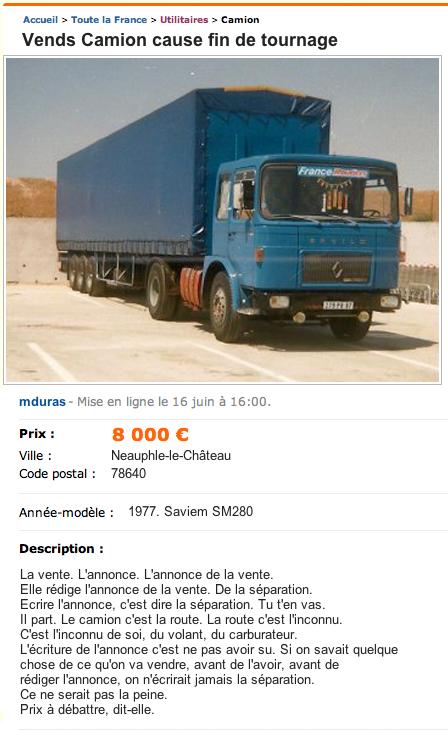 Accueil > Toute la France > Utilitaires > Camion
Vends Camion cause fin de tournage
France Routiers
SAVIEM
mduras - Mise en ligne le 16 juin à 16:00.
Prix : 8 000 €
Ville : Neauphle-le-Château
Code postal : 78640
Année-modèle : 1977. Saviem SM280
Description :
La vente. L'annonce. L'annonce de la vente.
Elle rédige l'annonce de la vente. De la séparation.
Ecrire l'annonce, c'est dire la séparation. Tu t'en vas.
Il part. Le camion c'est la route. La route c'est l'inconnu.
C'est l'inconnu de soi, du volant, du carburateur.
L'écriture de l'annonce c'est ne pas avoir su. Si on savait quelque
chose de ce qu'on va vendre, avant de l'avoir, avant de
rédiger l'annonce, on n'écrirait jamais la séparation.
Ce ne serait pas la peine.
Prix à débattre, dit-elle.